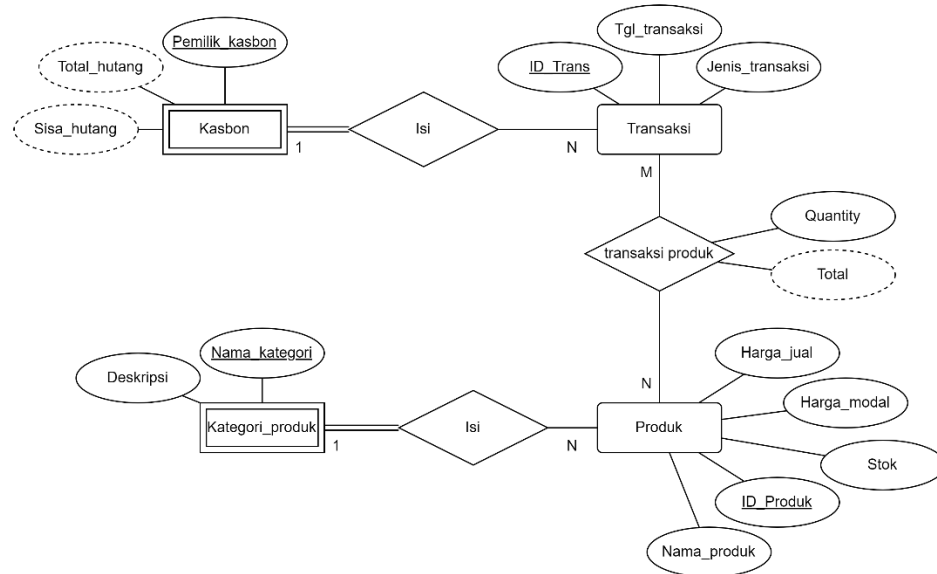 Pemilik_kasbon
Total_hutang
Sisa_hutang
Kasbon
1
Isi
N
Tgl_transaksi
ID_Trans
Jenis_transaksi
Transaksi
M
transaksi produk
Quantity
Total
N
Nama_kategori
Deskripsi
Kategori_produk
1
Isi
N
Produk
Harga_jual
Harga_modal
Stok
ID_Produk
Nama_produk